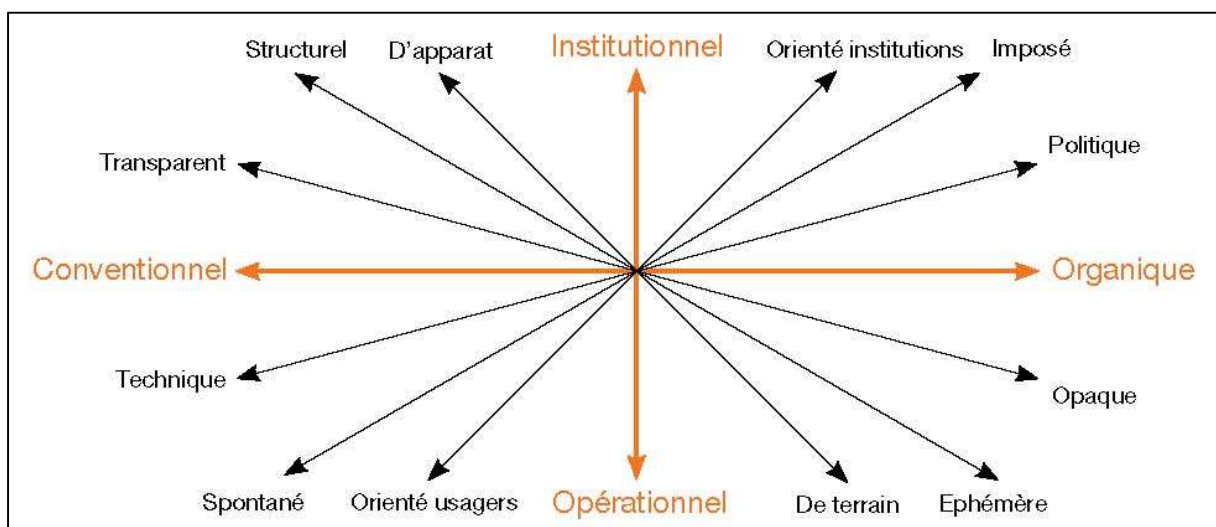 Structurel
D'apparat
Institutionnel
Orienté institutions
Imposé
Transparent
Politique
Conventionnel
Organique
Technique
Opaque
Spontané
Orienté usagers
Opérationnel
De terrain
Ephémère